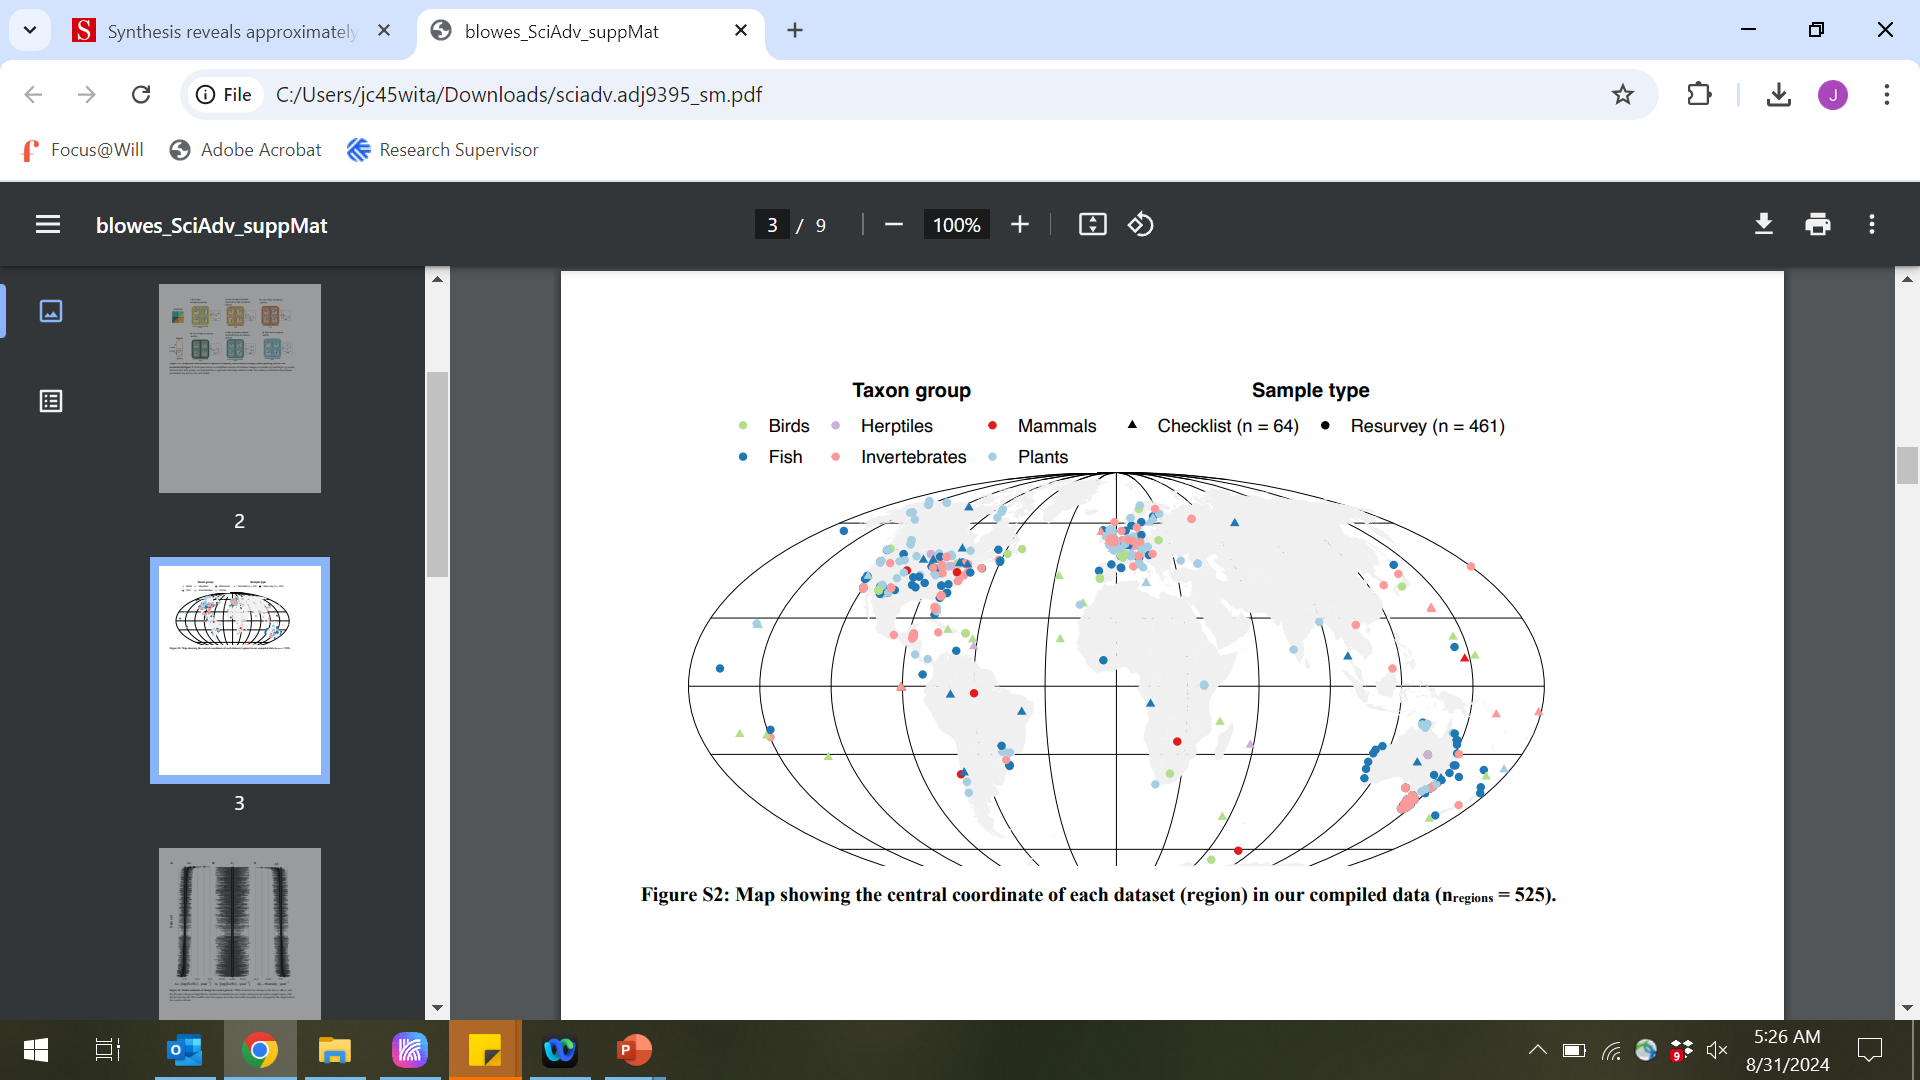 Synthesis reveals approximately
blowes_SciAdv_suppMat
File
C:/Users/jc45wita/Downloads/sciadv.adj9395_sm.pdf
J
Focus@Will
Adobe Acrobat
Research Supervisor
blowes_SciAdv_suppMat
3 / 9
100%
2
3
Taxon group
Sample type
Birds
Herptiles
Mammals
Checklist (n = 64)
Resurvey (n = 461)
Fish
Invertebrates
Plants
Figure S2: Map showing the central coordinate of each dataset (region) in our compiled data (nregions = 525).
9
5:26 AM
8/31/2024